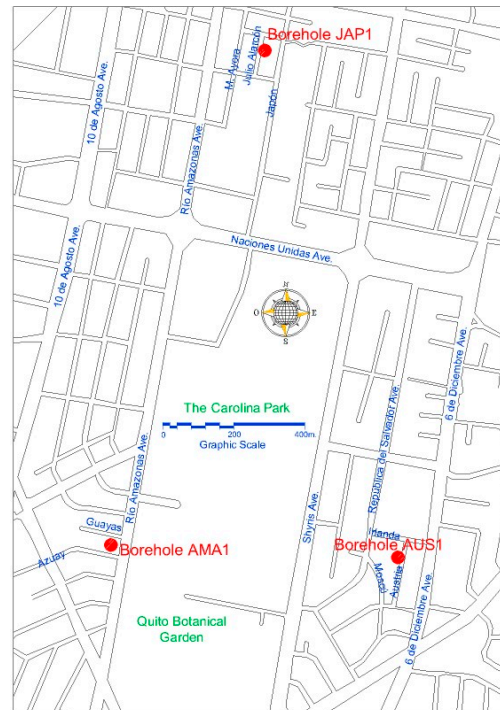 Borehole JAP1
M. Ayora
Julio Alarcón
Japón
10 de Agosto Ave.
Río Amazonas Ave.
Naciones Unidas Ave.
10 de Agosto Ave.
N
O
E
S
6 de Diciembre Ave.
República del Salvador Ave.
The Carolina Park
0
200
400m.
Graphic Scale
Río Amazonas Ave.
Shyris Ave.
Guayas
Azuay
Borehole AMA1
Irlanda
Borehole AUS1
Moscú
Austria
Quito Botanical
Garden
6 de Diciembre Ave.